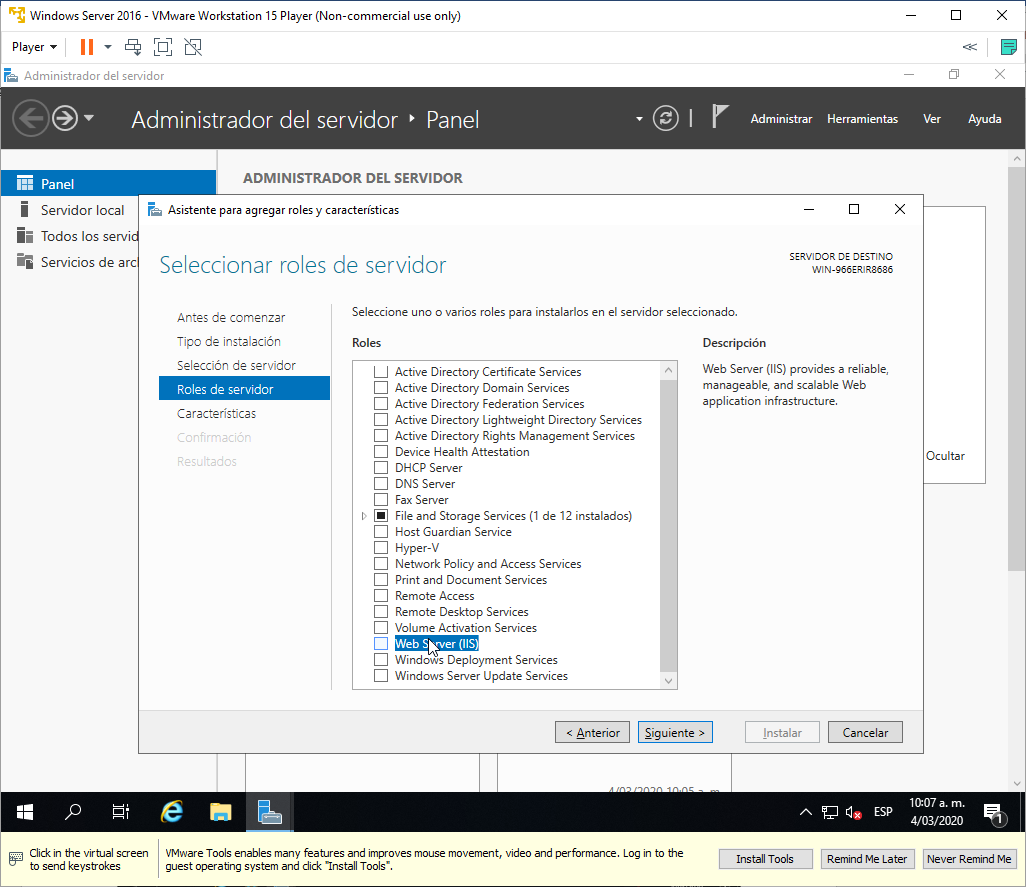 Windows Server 2016 - VMware Workstation 15 Player (Non-commercial use only)
Player
Administrador del servidor
Administrador del servidor
Panel
Administrar
Herramientas
Ver
Ayuda
Panel
Servidor local
Todos los servid
Servicios de arc
ADMINISTRADOR DEL SERVIDOR
Asistente para agregar roles y características
Seleccionar roles de servidor
SERVIDOR DE DESTINO
WIN-966ERIR8686
Antes de comenzar
Tipo de instalación
Selección de servidor
Roles de servidor
Características
Confirmación
Resultados
Seleccione uno o varios roles para instalarlos en el servidor seleccionado.
Roles
Active Directory Certificate Services
Active Directory Domain Services
Active Directory Federation Services
Active Directory Lightweight Directory Services
Active Directory Rights Management Services
Device Health Attestation
DHCP Server
DNS Server
Fax Server
File and Storage Services (1 de 12 instalados)
Host Guardian Service
Hyper-V
Network Policy and Access Services
Print and Document Services
Remote Access
Remote Desktop Services
Volume Activation Services
Web Server (IIS)
Windows Deployment Services
Windows Server Update Services
Descripción
Web Server (IIS) provides a reliable,
manageable, and scalable Web
application infrastructure.
Ocultar
< Anterior
Siguiente >
Instalar
Cancelar
4/03/2020 10:05 a. m.
ESP
10:07 a. m.
4/03/2020
1
Click in the virtual screen
to send keystrokes
VMware Tools enables many features and improves mouse movement, video and performance. Log in to the
guest operating system and click "Install Tools".
Install Tools
Remind Me Later
Never Remind Me